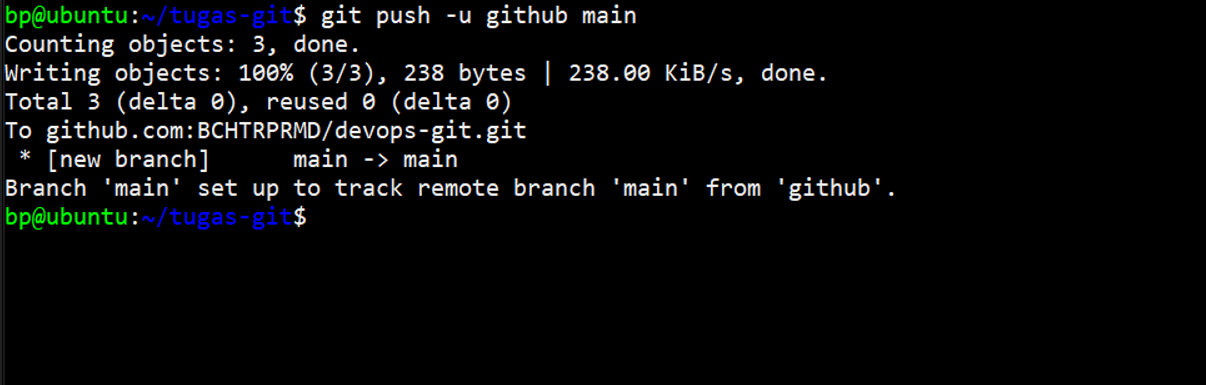 bp@ubuntu:~/tugas-git$ git push -u github main
Counting objects: 3, done.
Writing objects: 100% (3/3), 238 bytes | 238.00 KiB/s, done.
Total 3 (delta 0), reused 0 (delta 0)
To github.com:BCHTRPRMD/devops-git.git
 * [new branch]      main -> main
Branch 'main' set up to track remote branch 'main' from 'github'.
bp@ubuntu:~/tugas-git$